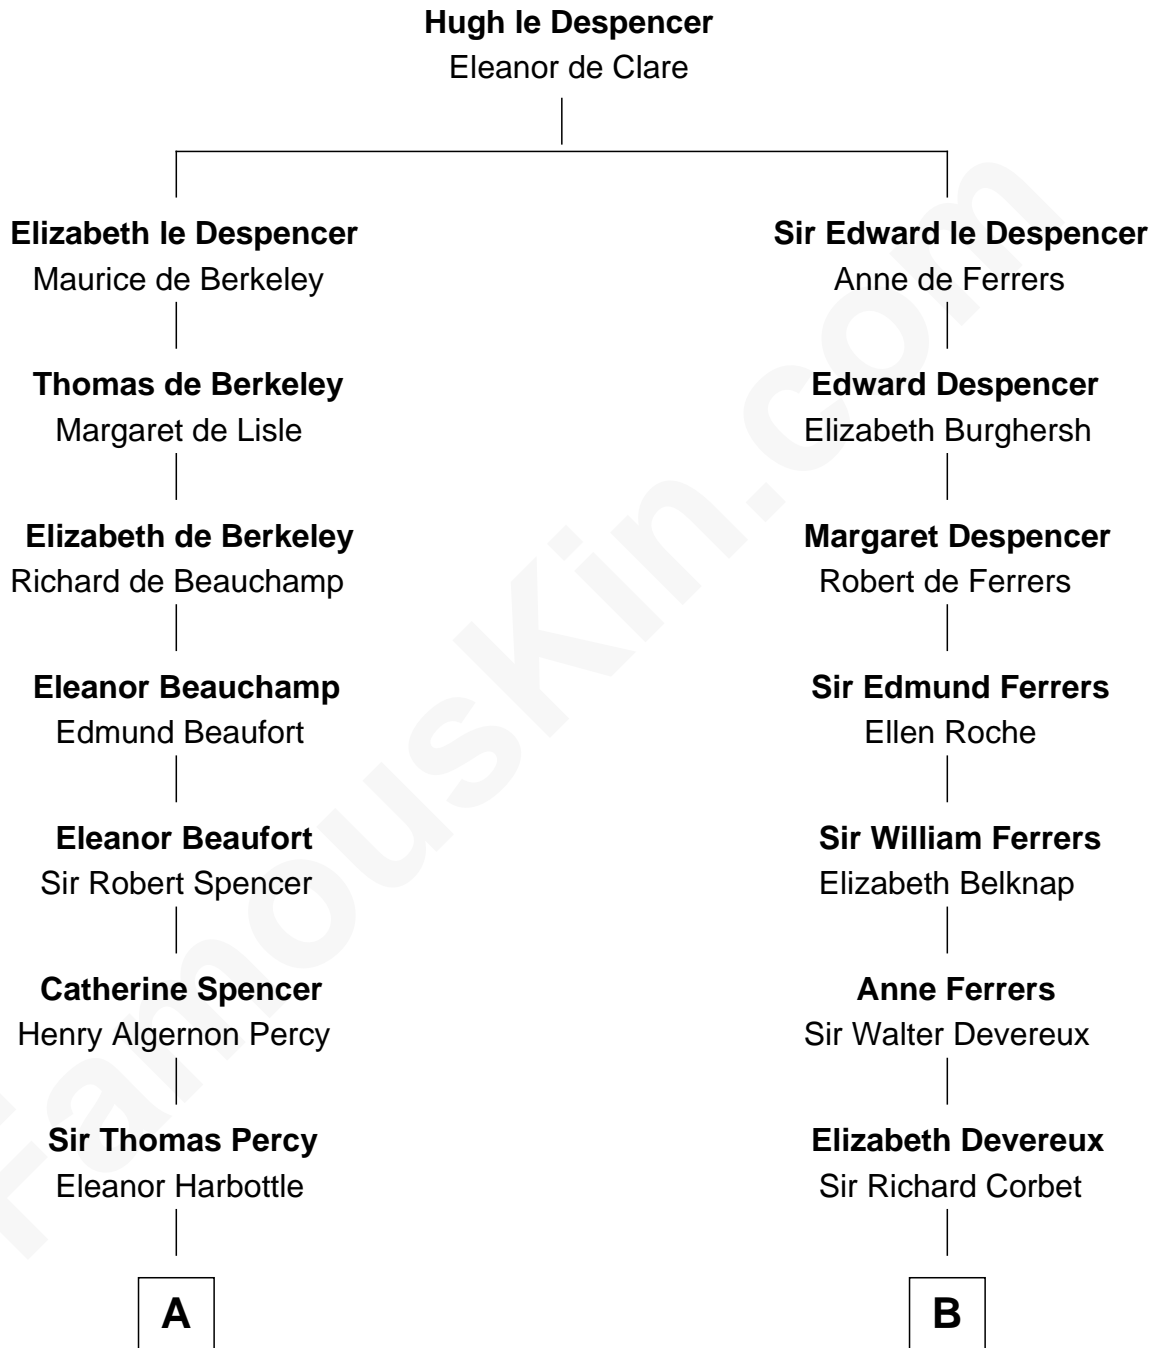 Hugh le Despencer
Eleanor de Clare
Elizabeth le Despencer
Maurice de Berkeley
Sir Edward le Despencer
Anne de Ferrers
Thomas de Berkeley
Margaret de Lisle
Edward Despencer
Elizabeth Burghersh
Elizabeth de Berkeley
Richard de Beauchamp
Margaret Despencer
Robert de Ferrers
Eleanor Beauchamp
Edmund Beaufort
Sir Edmund Ferrers
Ellen Roche
Eleanor Beaufort
Sir Robert Spencer
Sir William Ferrers
Elizabeth Belknap
Catherine Spencer
Henry Algernon Percy
Anne Ferrers
Sir Walter Devereux
Sir Thomas Percy
Eleanor Harbottle
Elizabeth Devereux
Sir Richard Corbet
A
B
FamousKin.com